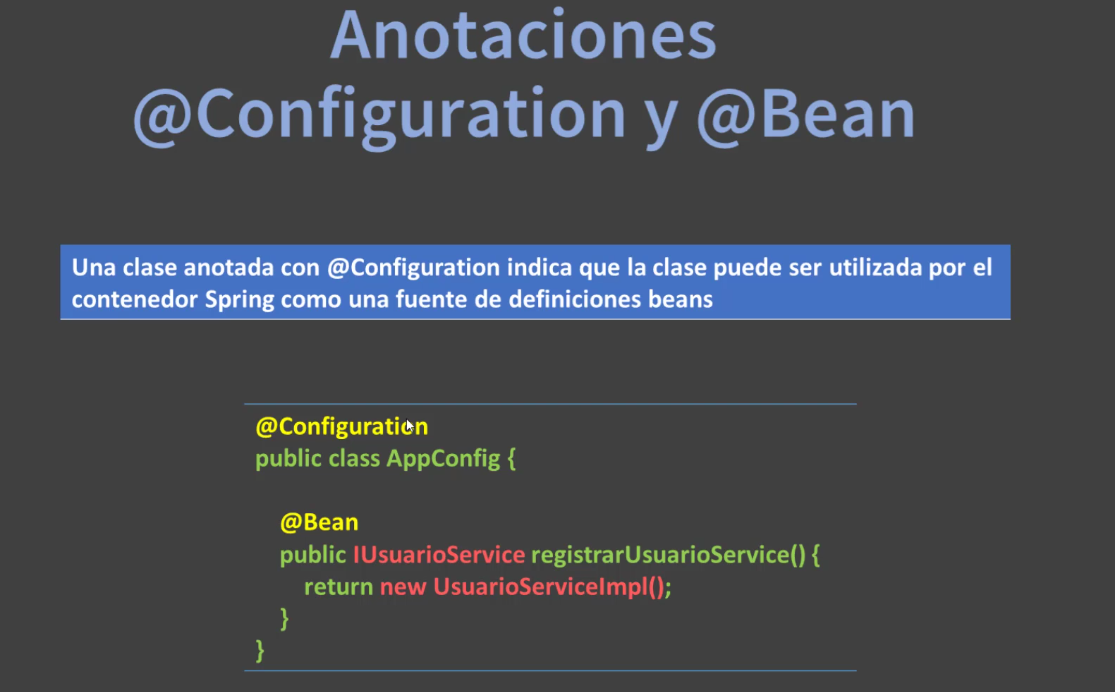 Anotaciones
@Configuration y @Bean
Una clase anotada con @Configuration indica que la clase puede ser utilizada por el
contenedor Spring como una fuente de definiciones beans
@Configuration
public class AppConfig {
@Bean
public IUsuarioService registrarUsuarioService() {
return new UsuarioServiceImpl();
}
}